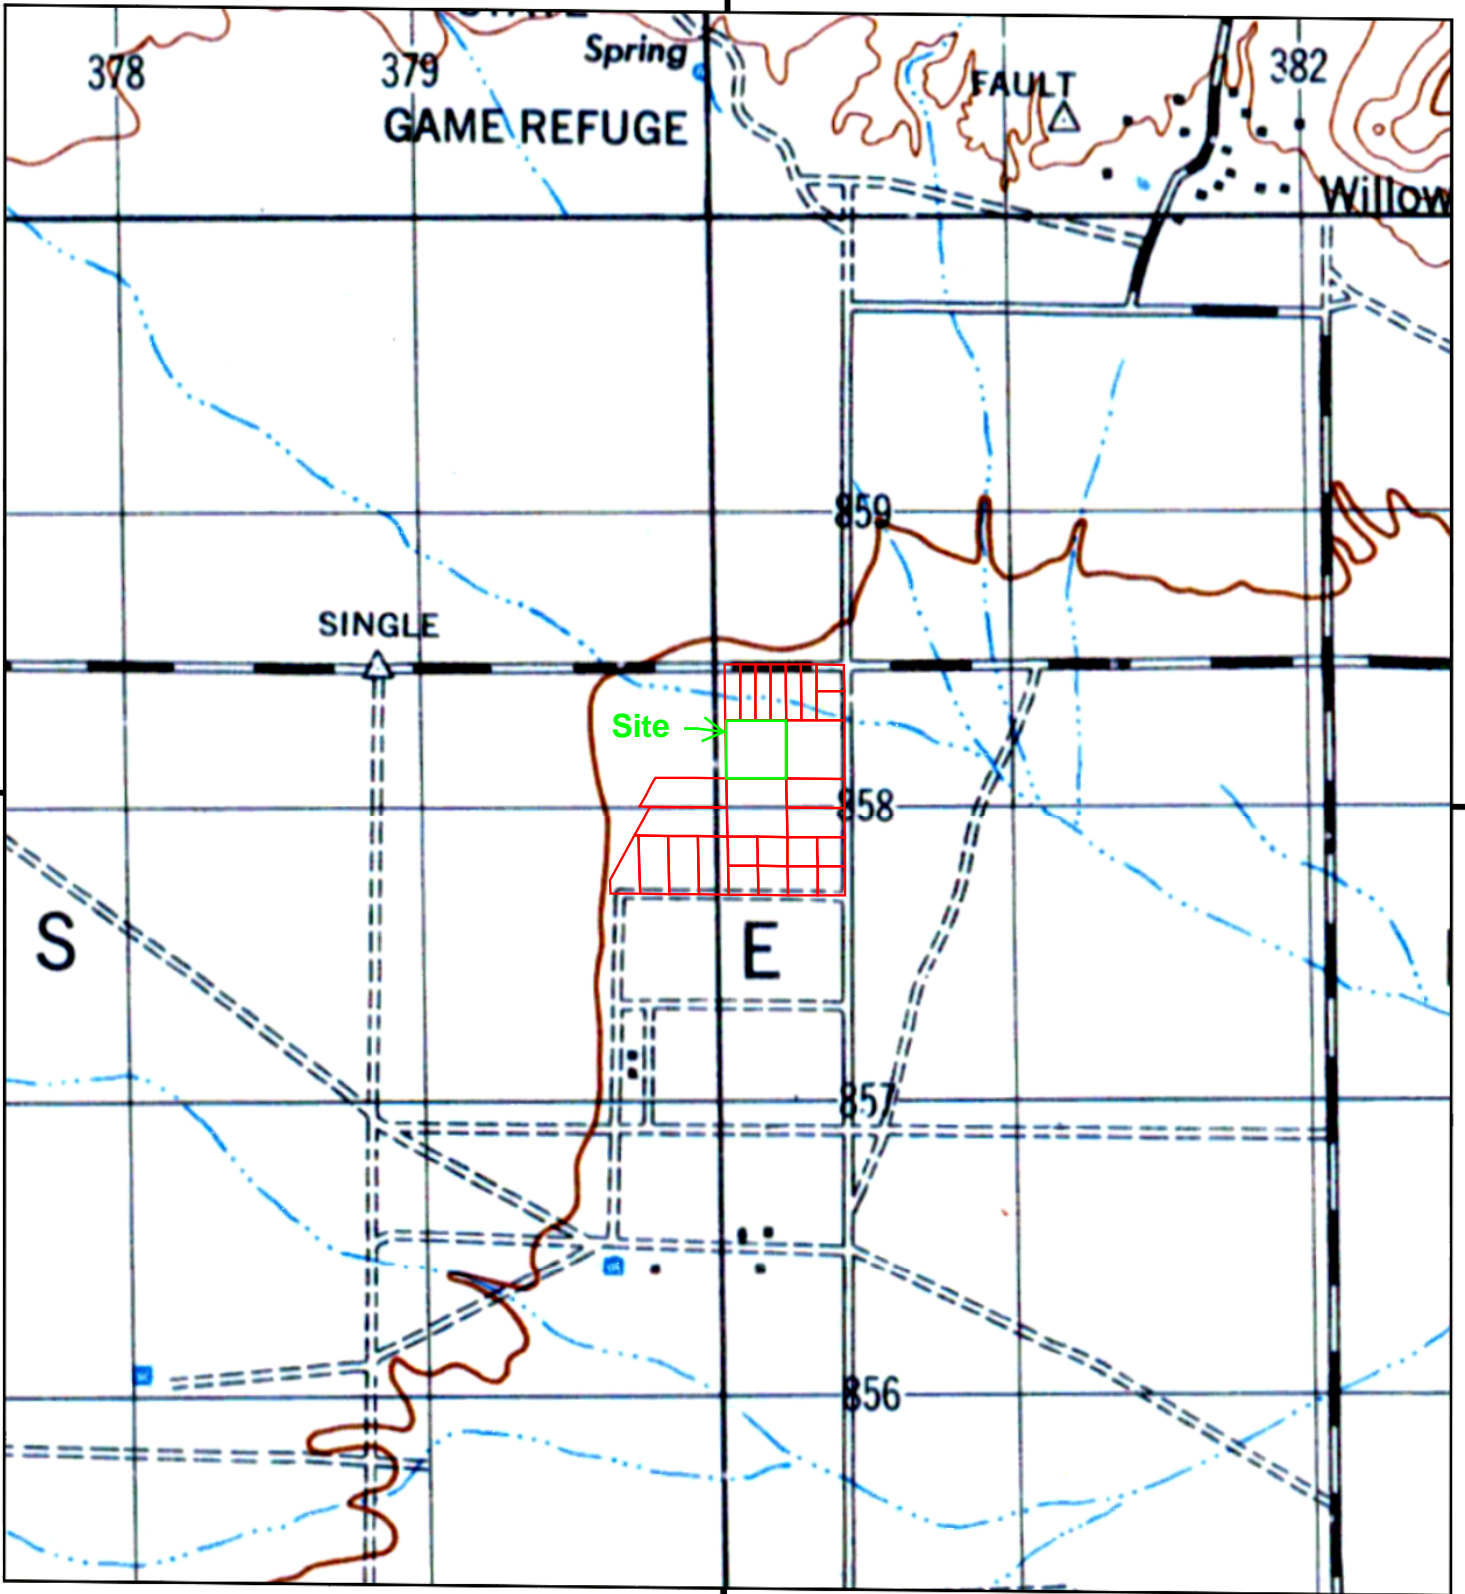 Spring
378
379
382
FAULT
GAME REFUGE
Willow
859
SINGLE
Site
858
S
E
857
856